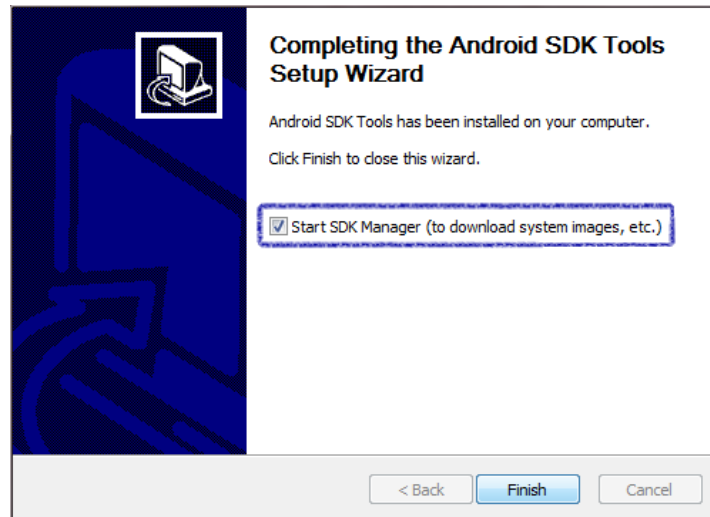 Completing the Android SDK Tools
Setup Wizard
Android SDK Tools has been installed on your computer.
Click Finish to close this wizard.
Start SDK Manager (to download system images, etc.)
< Back Finish Cancel